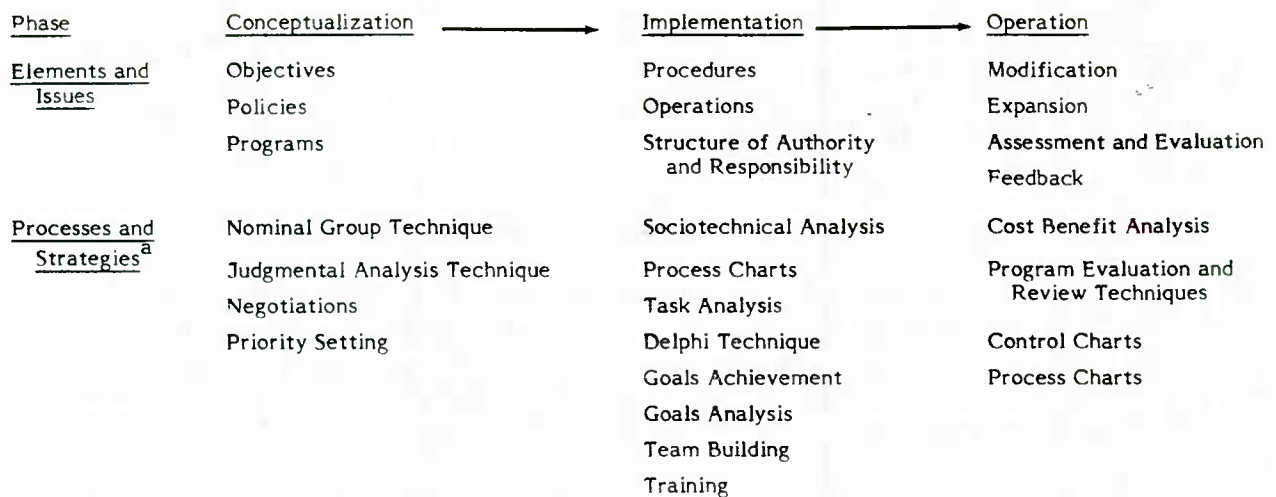 Phase Conceptualization Implementation Operation
Elements and Objectives Procedures Modification
Issues
Policies Operations Expansion
Programs Structure of Authority Assessment and Evaluation
and Responsibility
Feedback
Processes and Nominal Group Technique Sociotechnical Analysis Cost Benefit Analysis
Strategiesa
Judgmental Analysis Technique Process Charts Program Evaluation and
Review Techniques
Negotiations Task Analysis
Priority Setting Delphi Technique Control Charts
Goals Achievement Process Charts
Goals Analysis
Team Building
Training